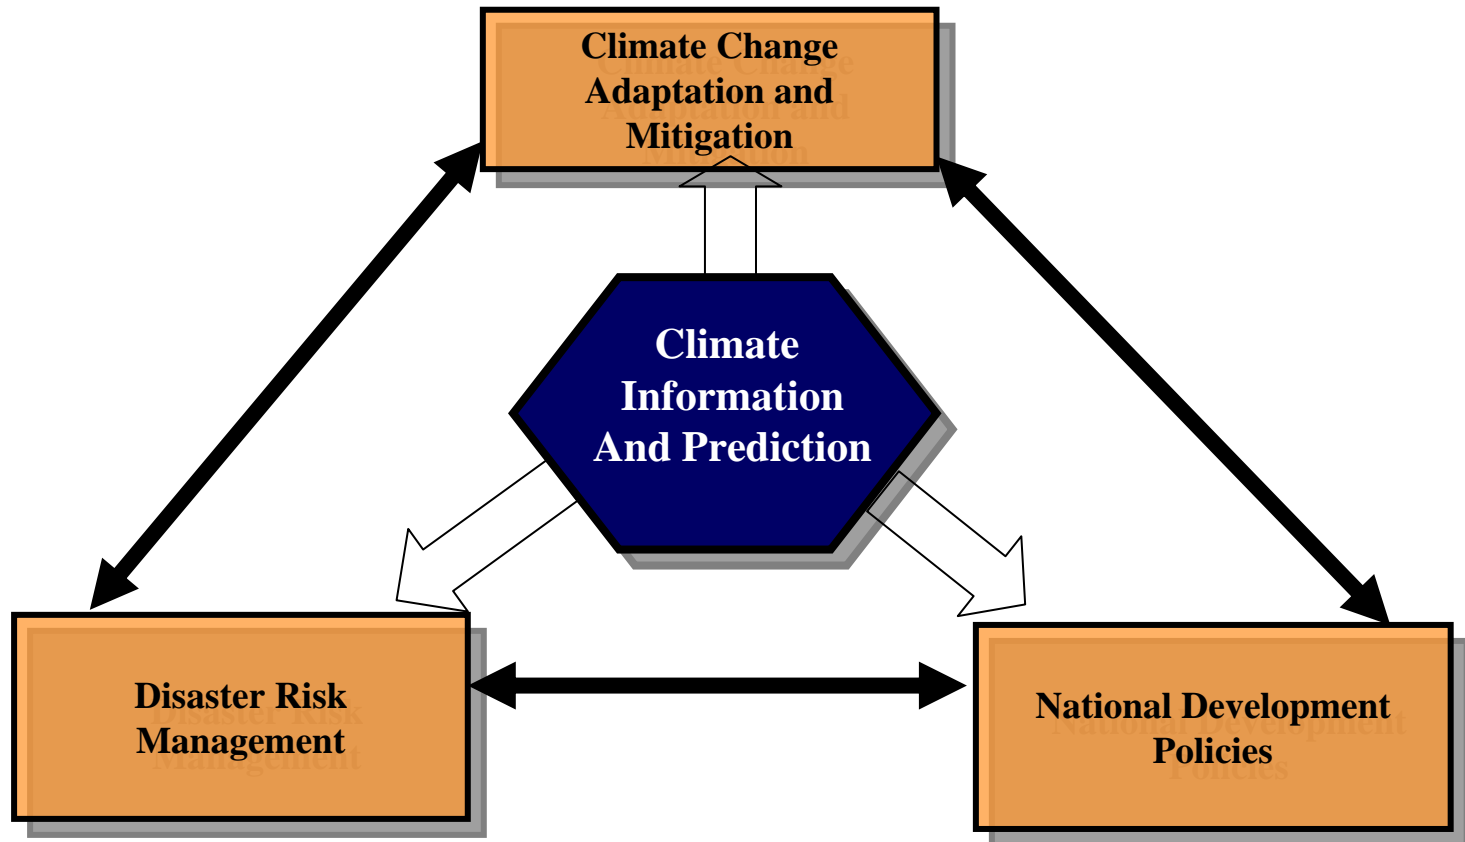 Climate Change
Adaptation and
Mitigation
Climate
Information
And Prediction
Disaster Risk
Management
National Development
Policies